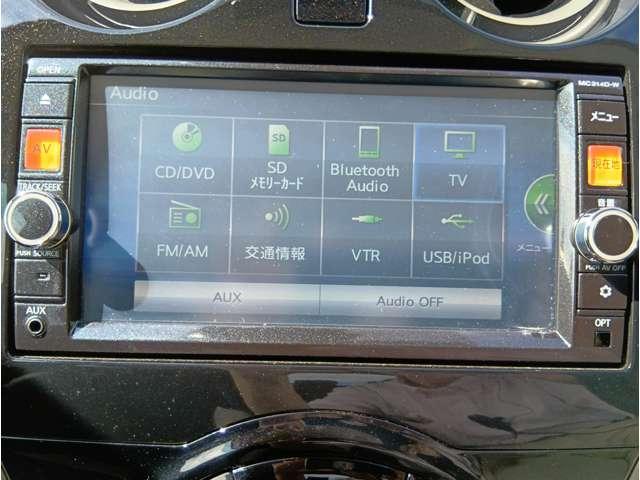 OPEN
MC314D-W
Audio
メニュー
AV
CD/DVD
SD
SD
メモリーカード
Bluetooth
Audio
TV
現在地
TRACK/SEEK
音量
FM/AM
交通情報
VTR
USB/iPod
メニュー
PUSH SOURCE
PUSH AV OFF
AUX
Audio OFF
AUX
OPT